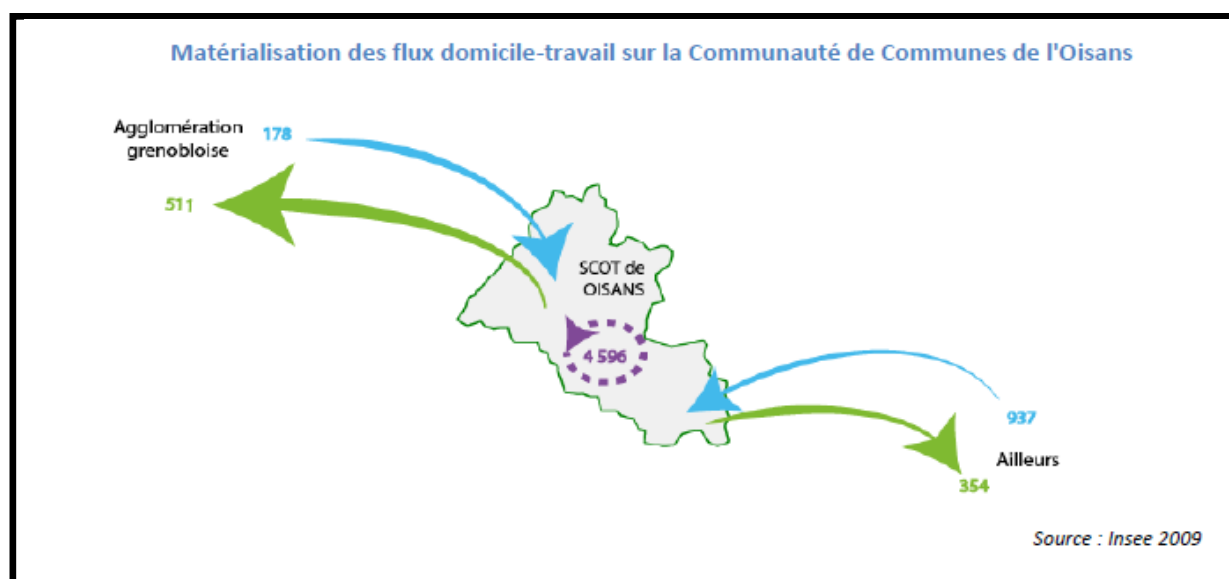 Matérialisation des flux domicile-travail sur la Communauté de Communes de l'Oisans
Agglomération
grenobloise
178
511
SCOT de
OISANS
4 596
937
Ailleurs
354
Source : Insee 2009